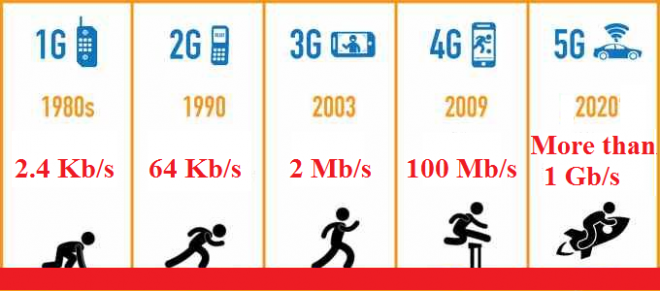 1G
1980s
2.4 Kb/s
2G
1990
64 Kb/s
3G
2003
2 Mb/s
4G
2009
100 Mb/s
5G
2020
More than
1 Gb/s